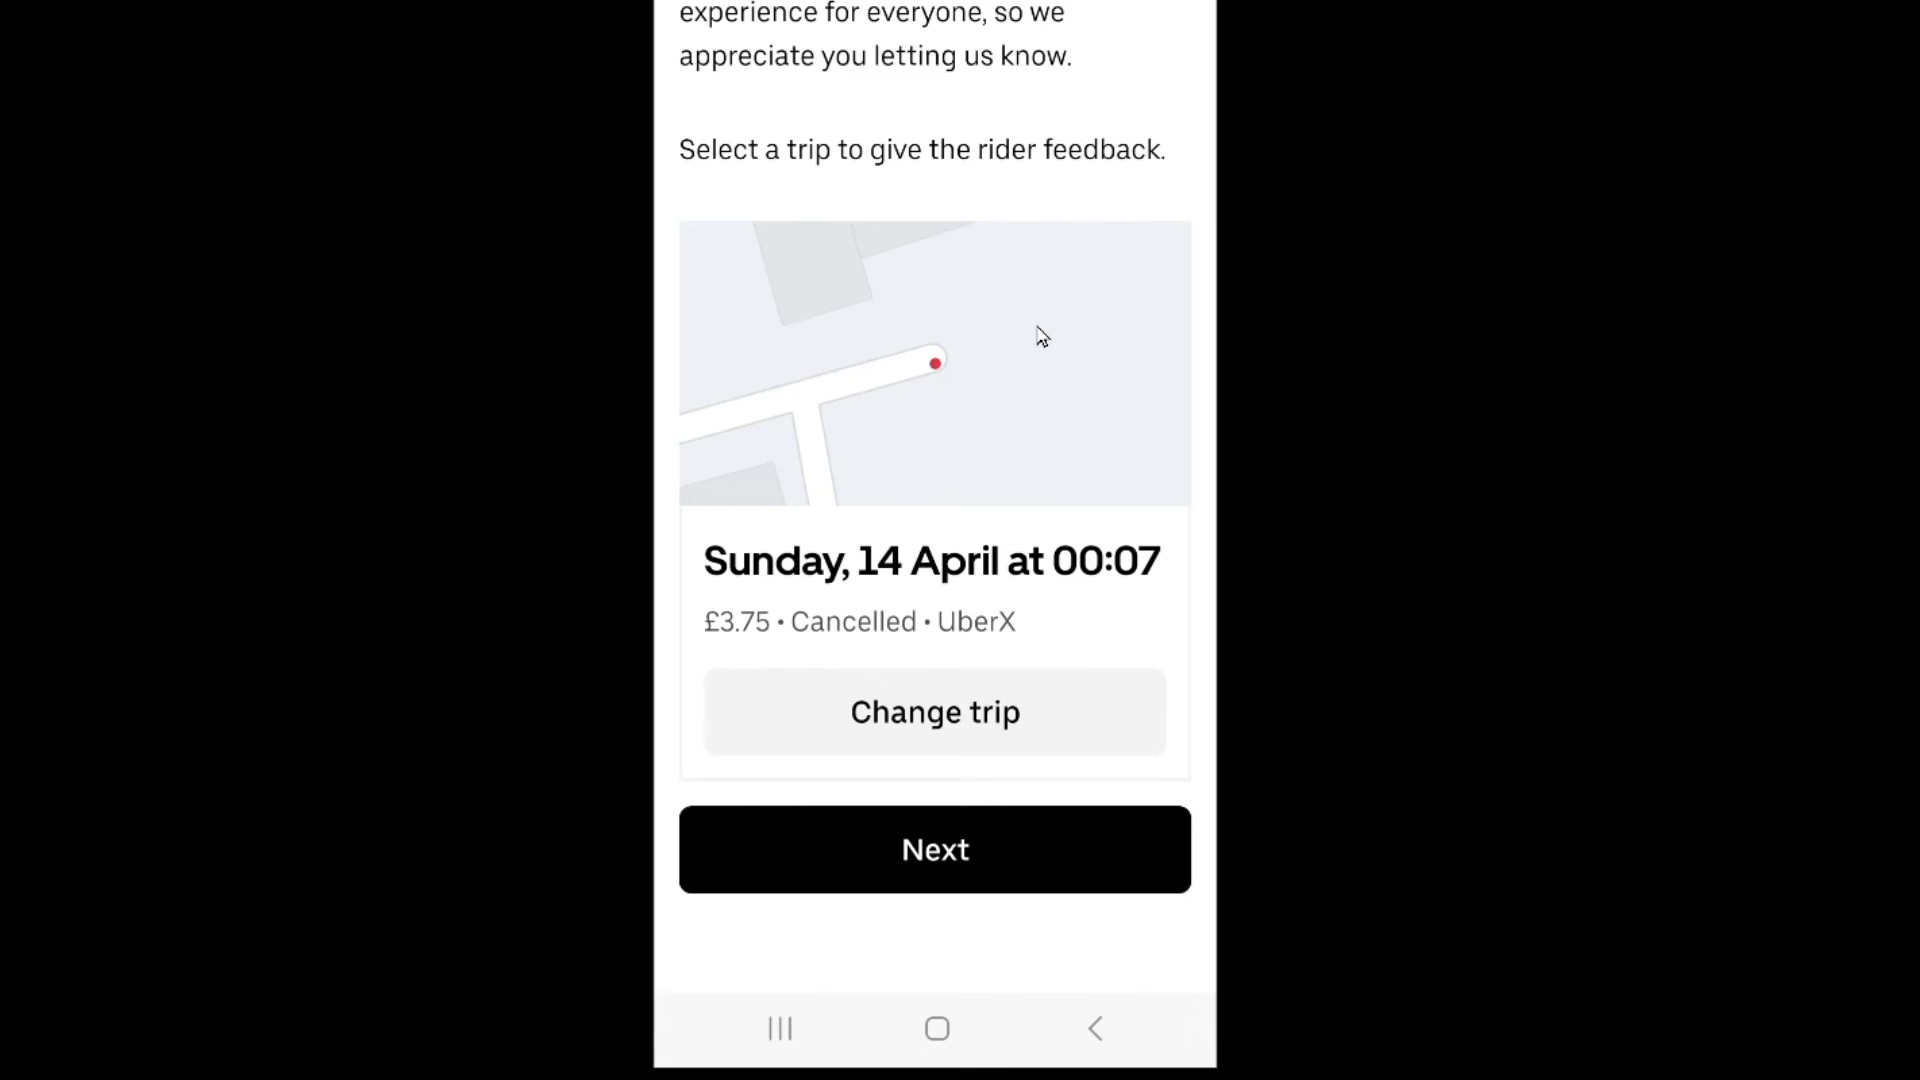 experience for everyone, so we
appreciate you letting us know.
Select a trip to give the rider feedback.
Sunday, 14 April at 00:07
£3.75 • Cancelled • UberX
Change trip
Next